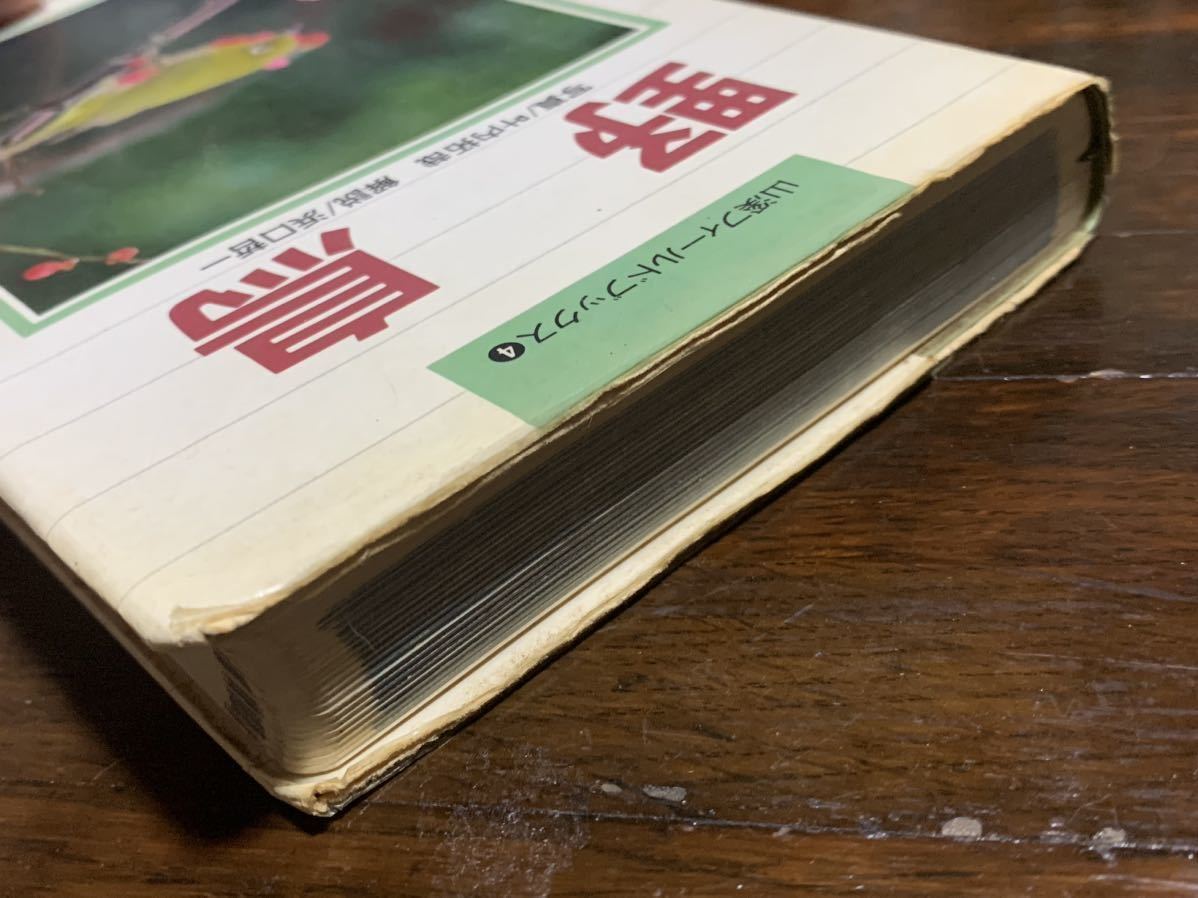 山溪フィールドブックス❹
野鳥
写真/叶内拓哉 解説/浜口哲一